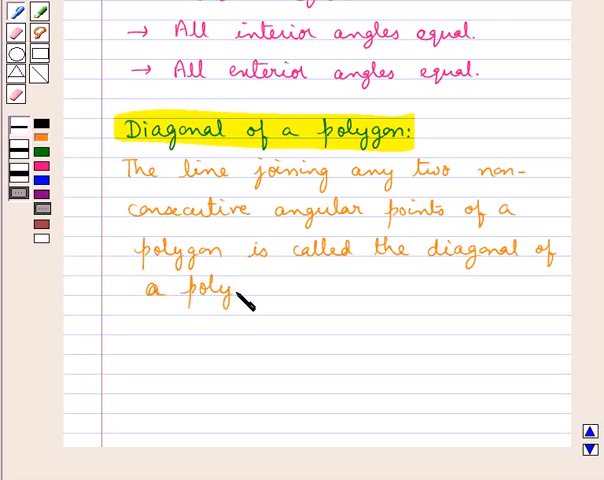 → All interior angles equal.
→ All exterior angles equal.
Diagonal of a polygon:
The line joining any two non-
consecutive angular points of a
polygon is called the diagonal of
a poly